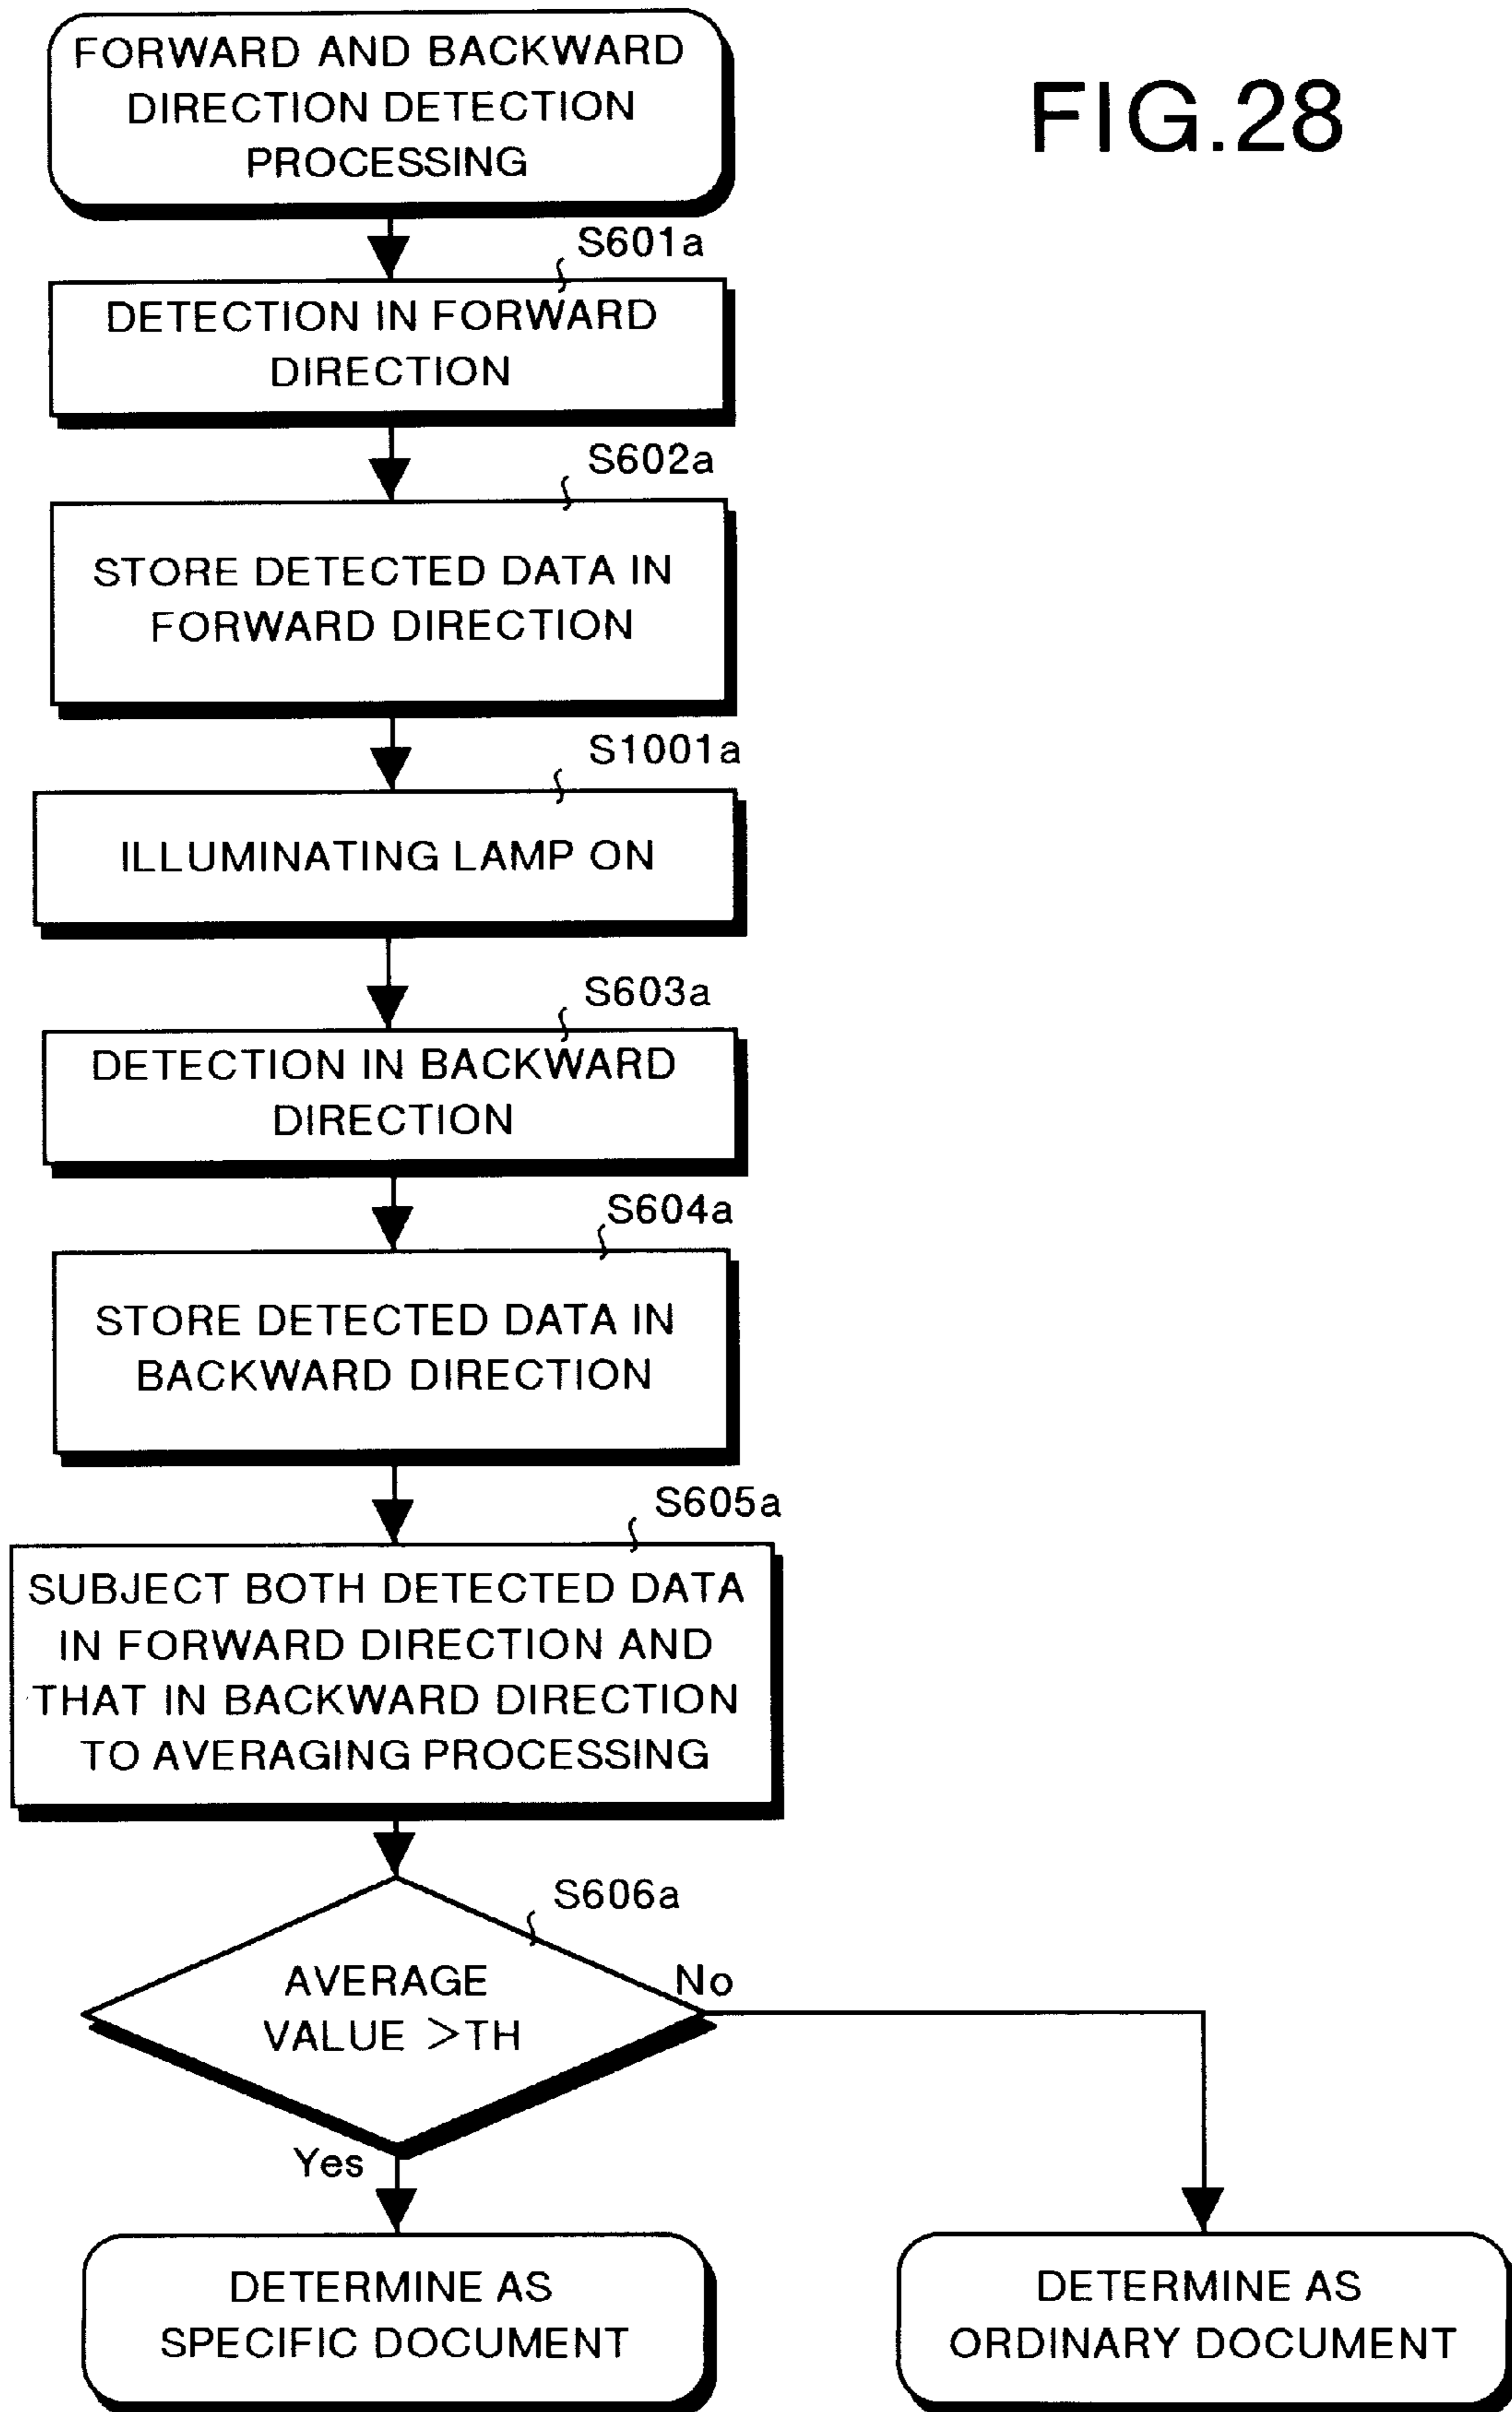 FORWARD AND BACKWARD
DIRECTION DETECTION
PROCESSING
FIG.28
S601a
DETECTION IN FORWARD
DIRECTION
S602a
STORE DETECTED DATA IN
FORWARD DIRECTION
S1001a
ILLUMINATING LAMP ON
S603a
DETECTION IN BACKWARD
DIRECTION
S604a
STORE DETECTED DATA IN
BACKWARD DIRECTION
S605a
SUBJECT BOTH DETECTED DATA
IN FORWARD DIRECTION AND
THAT IN BACKWARD DIRECTION
TO AVERAGING PROCESSING
S606a
AVERAGE
VALUE >TH
No
Yes
DETERMINE AS
SPECIFIC DOCUMENT
DETERMINE AS
ORDINARY DOCUMENT